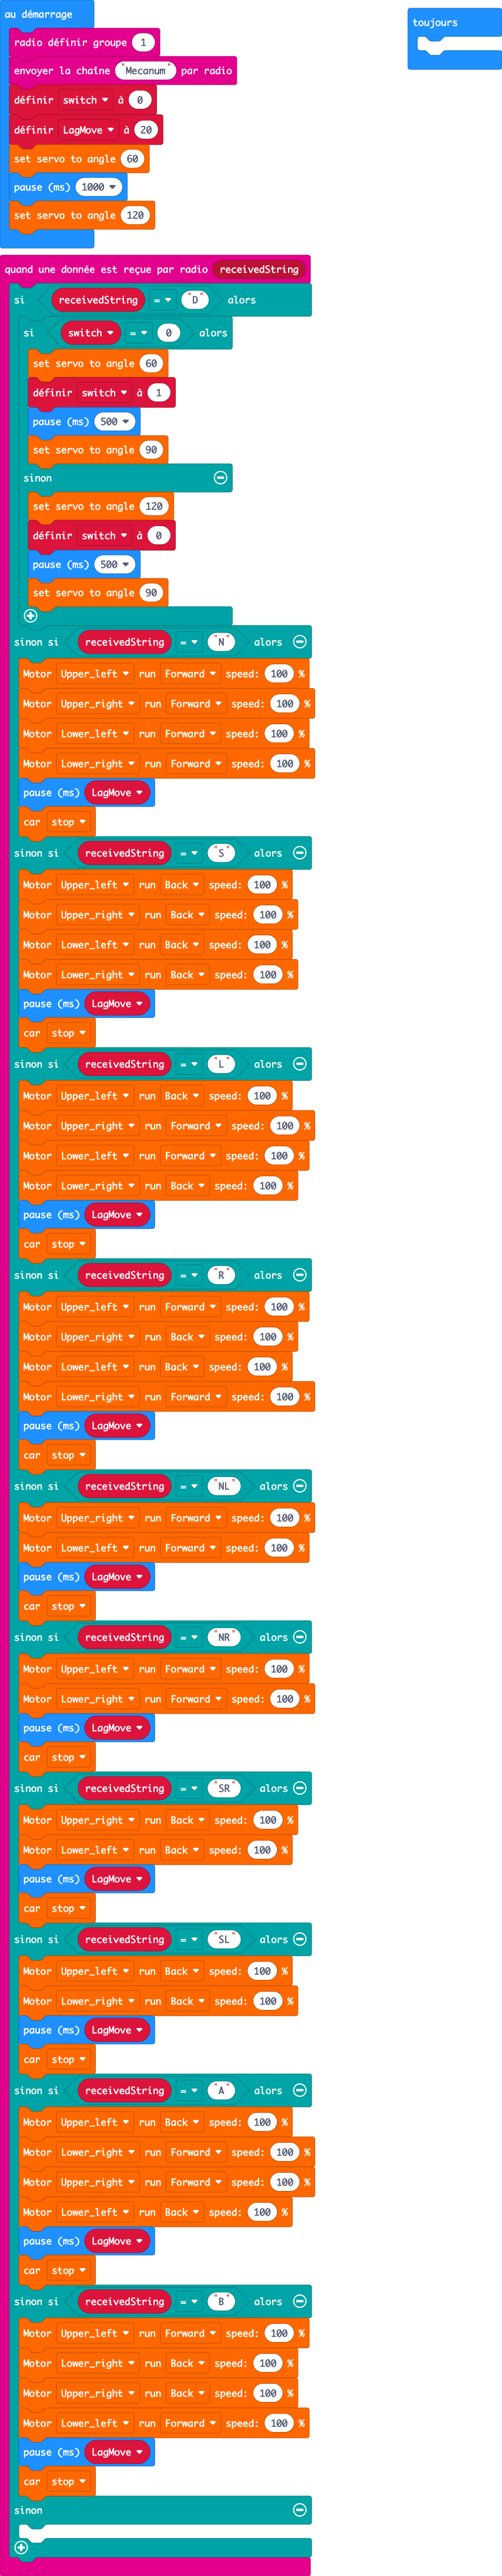 au démarrage
radio définir groupe 1
envoyer la chaîne "Mecanum" par radio
définir switch à 0
définir LagMove à 20
set servo to angle 60
pause (ms) 1000
set servo to angle 120
toujours
quand une donnée est reçue par radio receivedString
si receivedString = "D" alors
si switch = 0 alors
set servo to angle 60
définir switch à 1
pause (ms) 500
set servo to angle 90
sinon
set servo to angle 120
définir switch à 0
pause (ms) 500
set servo to angle 90
sinon si receivedString = "N" alors
Motor Upper_left run Forward speed: 100 %
Motor Upper_right run Forward speed: 100 %
Motor Lower_left run Forward speed: 100 %
Motor Lower_right run Forward speed: 100 %
pause (ms) LagMove
car stop
sinon si receivedString = "S" alors
Motor Upper_left run Back speed: 100 %
Motor Upper_right run Back speed: 100 %
Motor Lower_left run Back speed: 100 %
Motor Lower_right run Back speed: 100 %
pause (ms) LagMove
car stop
sinon si receivedString = "L" alors
Motor Upper_left run Back speed: 100 %
Motor Upper_right run Forward speed: 100 %
Motor Lower_left run Forward speed: 100 %
Motor Lower_right run Back speed: 100 %
pause (ms) LagMove
car stop
sinon si receivedString = "R" alors
Motor Upper_left run Forward speed: 100 %
Motor Upper_right run Back speed: 100 %
Motor Lower_left run Back speed: 100 %
Motor Lower_right run Forward speed: 100 %
pause (ms) LagMove
car stop
sinon si receivedString = "NL" alors
Motor Upper_right run Forward speed: 100 %
Motor Lower_left run Forward speed: 100 %
pause (ms) LagMove
car stop
sinon si receivedString = "NR" alors
Motor Upper_left run Forward speed: 100 %
Motor Lower_right run Forward speed: 100 %
pause (ms) LagMove
car stop
sinon si receivedString = "SR" alors
Motor Upper_right run Back speed: 100 %
Motor Lower_left run Back speed: 100 %
pause (ms) LagMove
car stop
sinon si receivedString = "SL" alors
Motor Upper_left run Back speed: 100 %
Motor Lower_right run Back speed: 100 %
pause (ms) LagMove
car stop
sinon si receivedString = "A" alors
Motor Upper_left run Back speed: 100 %
Motor Lower_right run Forward speed: 100 %
Motor Upper_right run Forward speed: 100 %
Motor Lower_left run Back speed: 100 %
pause (ms) LagMove
car stop
sinon si receivedString = "B" alors
Motor Upper_left run Forward speed: 100 %
Motor Lower_right run Back speed: 100 %
Motor Upper_right run Back speed: 100 %
Motor Lower_left run Forward speed: 100 %
pause (ms) LagMove
car stop
sinon